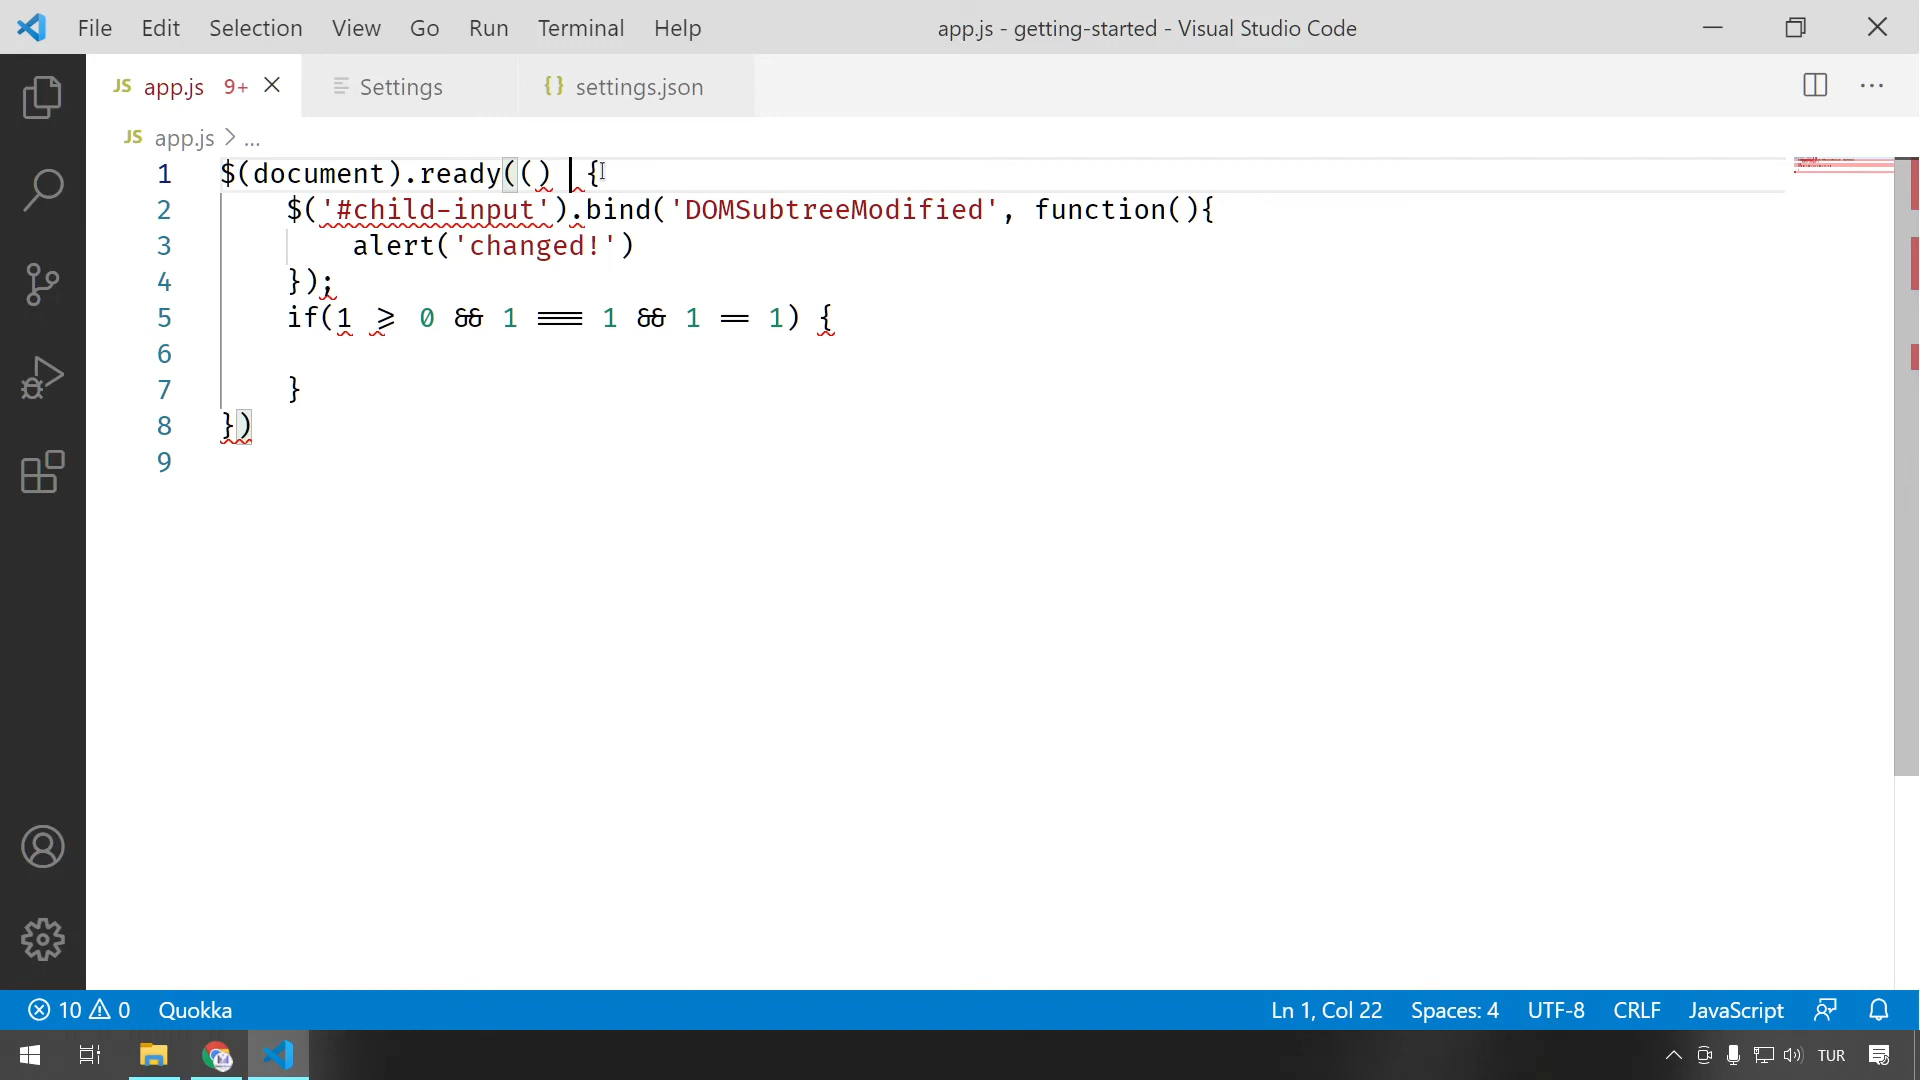 File Edit Selection View Go Run Terminal Help app.js - getting-started - Visual Studio Code
JS app.js 9+ Settings {} settings.json ...
JS app.js > ...
1 $(document).ready(() {
2 $('#child-input').bind('DOMSubtreeModified', function(){
3 alert('changed!')
4 });
5 if(1 >= 0 && 1 === 1 && 1 == 1) {
6
7 }
8 })
9
10 0 Quokka Ln 1, Col 22 Spaces: 4 UTF-8 CRLF JavaScript
TUR